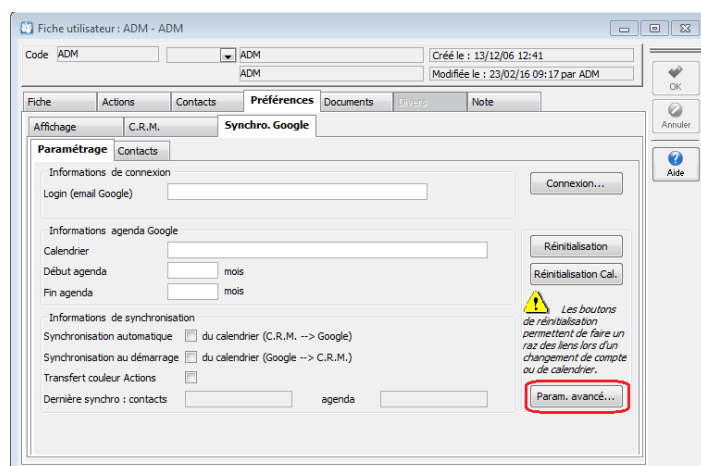 Fiche utilisateur : ADM - ADM
Code ADM ADM Créé le : 13/12/06 12:41
ADM Modifiée le : 23/02/16 09:17 par ADM
OK
Annuler
Aide
Fiche Actions Contacts Préférences Documents Divers Note
Affichage C.R.M. Synchro. Google
Paramétrage Contacts
Informations de connexion
Login (email Google) Connexion...
Informations agenda Google
Calendrier Réinitialisation
Début agenda mois Réinitialisation Cal.
Fin agenda mois
Les boutons
de réinitialisation
permettent de faire un
raz des liens lors d'un
changement de compte
ou de calendrier.
Informations de synchronisation
Synchronisation automatique du calendrier (C.R.M. --> Google)
Synchronisation au démarrage du calendrier (Google --> C.R.M.)
Transfert couleur Actions
Dernière synchro : contacts agenda Param. avancé...